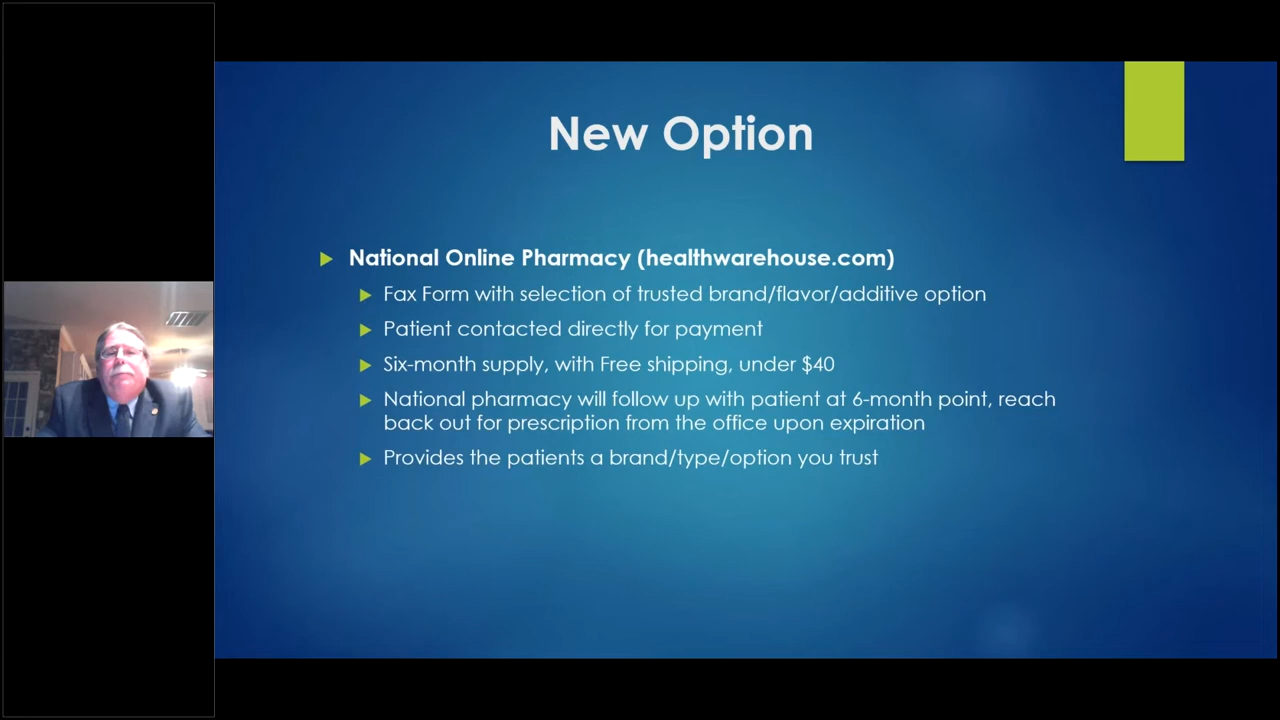 New Option
National Online Pharmacy (healthwarehouse.com)
Fax Form with selection of trusted brand/flavor/additive option
Patient contacted directly for payment
Six-month supply, with Free shipping, under $40
National pharmacy will follow up with patient at 6-month point, reach
back out for prescription from the office upon expiration
Provides the patients a brand/type/option you trust